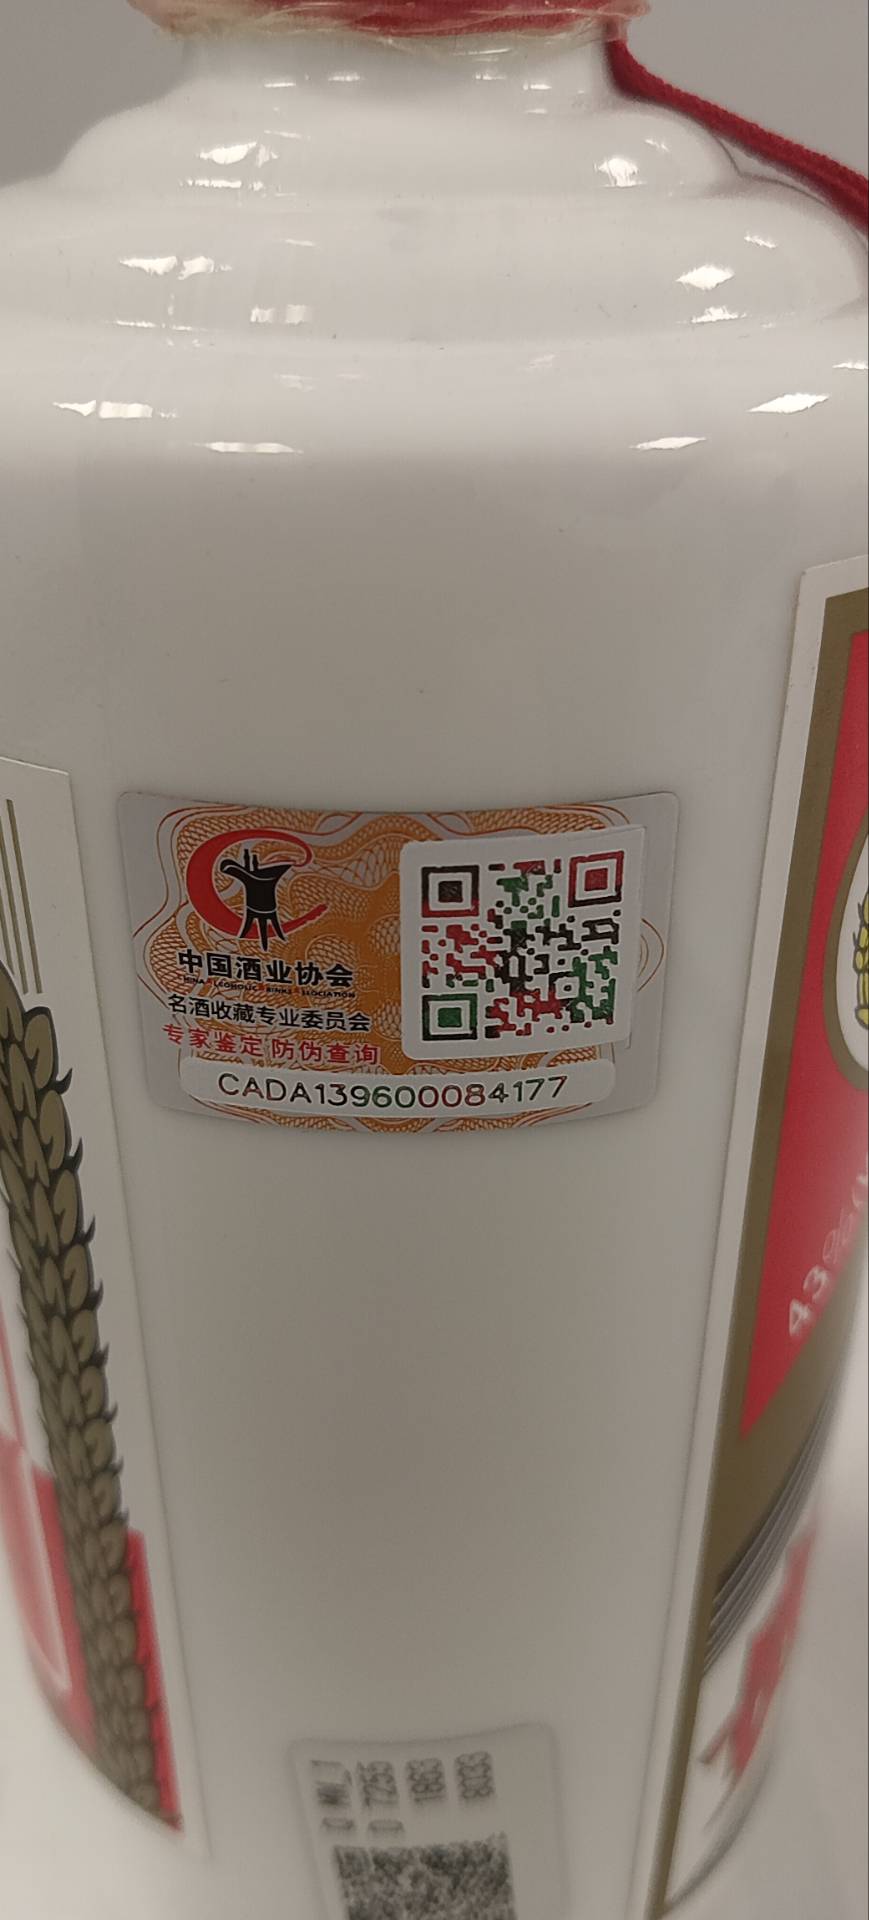 中国酒业协会
名酒收藏专业委员会
专家鉴定 防伪查询
CADA139600084177
43%(V